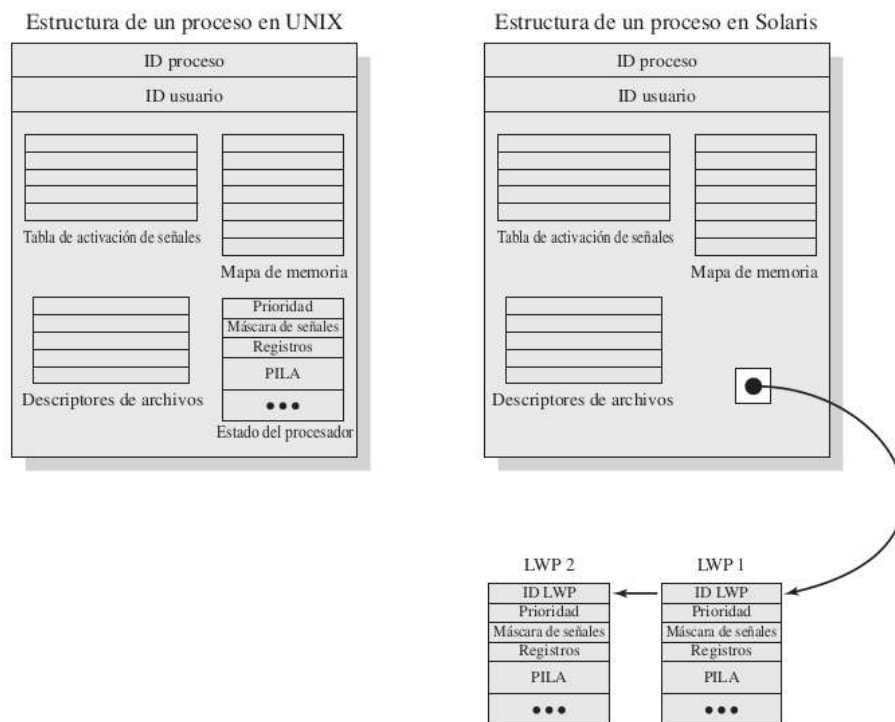 Estructura de un proceso en UNIX
ID proceso
ID usuario
Tabla de activación de señales
Mapa de memoria
Descriptores de archivos
Prioridad
Máscara de señales
Registros
PILA
•••
Estado del procesador
Estructura de un proceso en Solaris
ID proceso
ID usuario
Tabla de activación de señales
Mapa de memoria
Descriptores de archivos
LWP 2
ID LWP
Prioridad
Máscara de señales
Registros
PILA
•••
LWP 1
ID LWP
Prioridad
Máscara de señales
Registros
PILA
•••